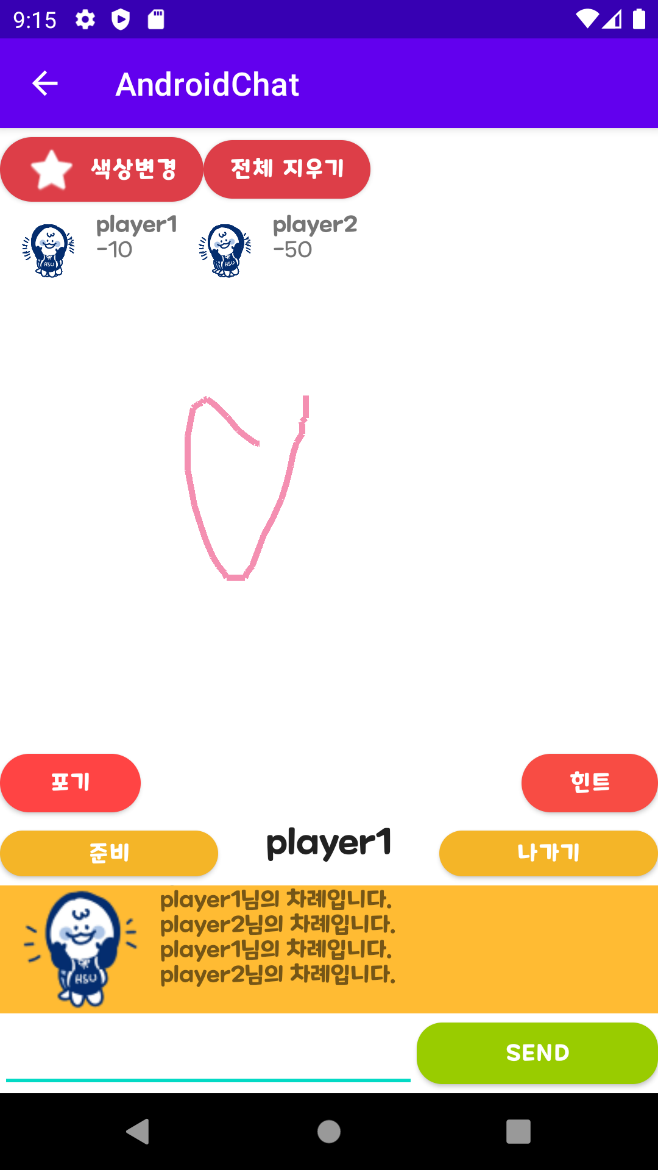 9:15
AndroidChat
색상변경 전체 지우기
player1 player2
-10 -50
포기 힌트
준비 player1 나가기
player1님의 차례입니다.
player2님의 차례입니다.
player1님의 차례입니다.
player2님의 차례입니다.
HSU
SEND